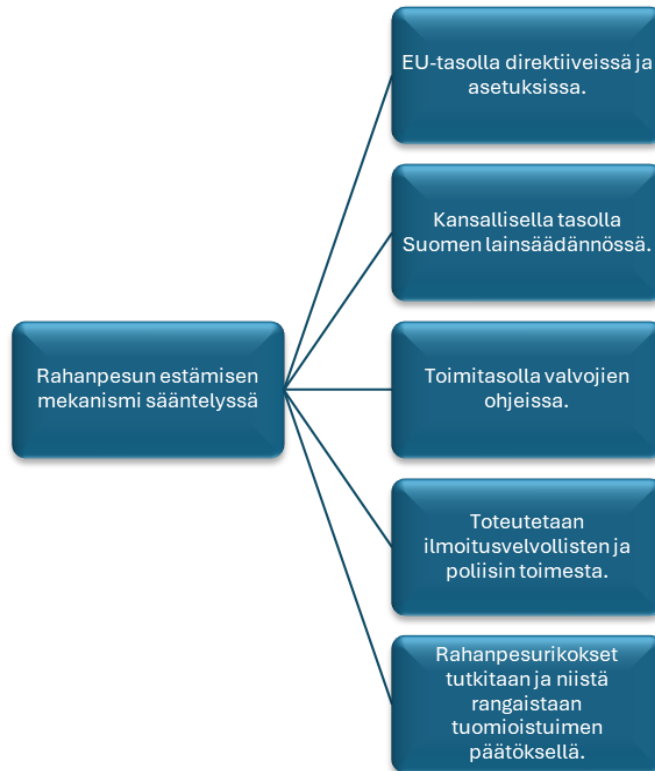 EU-tasolla direktiiveissä ja
asetuksissa.
Kansallisella tasolla
Suomen lainsäädännössä.
Rahanpesun estämisen
mekanismi sääntelyssä
Toimitasolla valvojien
ohjeissa.
Toteutetaan
ilmoitusvelvollisten ja
poliisin toimesta.
Rahanpesurikokset
tutkitaan ja niistä
rangaistaan
tuomioistuimen
päätöksellä.